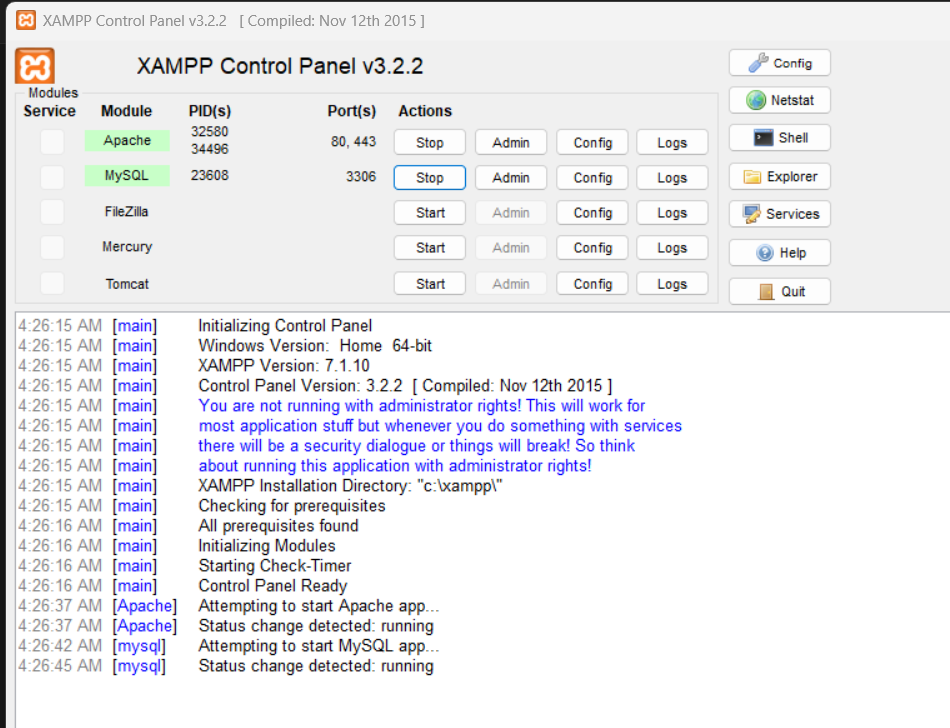 XAMPP Control Panel v3.2.2 [ Compiled: Nov 12th 2015 ]
XAMPP Control Panel v3.2.2
Modules
Service Module PID(s) Port(s) Actions
Apache 32580 34496 80, 443 Stop Admin Config Logs
MySQL 23608 3306 Stop Admin Config Logs
FileZilla Start Admin Config Logs
Mercury Start Admin Config Logs
Tomcat Start Admin Config Logs
Config
Netstat
Shell
Explorer
Services
Help
Quit
4:26:15 AM [main] Initializing Control Panel
4:26:15 AM [main] Windows Version: Home 64-bit
4:26:15 AM [main] XAMPP Version: 7.1.10
4:26:15 AM [main] Control Panel Version: 3.2.2 [ Compiled: Nov 12th 2015 ]
4:26:15 AM [main] You are not running with administrator rights! This will work for
4:26:15 AM [main] most application stuff but whenever you do something with services
4:26:15 AM [main] there will be a security dialogue or things will break! So think
4:26:15 AM [main] about running this application with administrator rights!
4:26:15 AM [main] XAMPP Installation Directory: "c:\xampp\"
4:26:15 AM [main] Checking for prerequisites
4:26:16 AM [main] All prerequisites found
4:26:16 AM [main] Initializing Modules
4:26:16 AM [main] Starting Check-Timer
4:26:16 AM [main] Control Panel Ready
4:26:37 AM [Apache] Attempting to start Apache app...
4:26:37 AM [Apache] Status change detected: running
4:26:42 AM [mysql] Attempting to start MySQL app...
4:26:45 AM [mysql] Status change detected: running